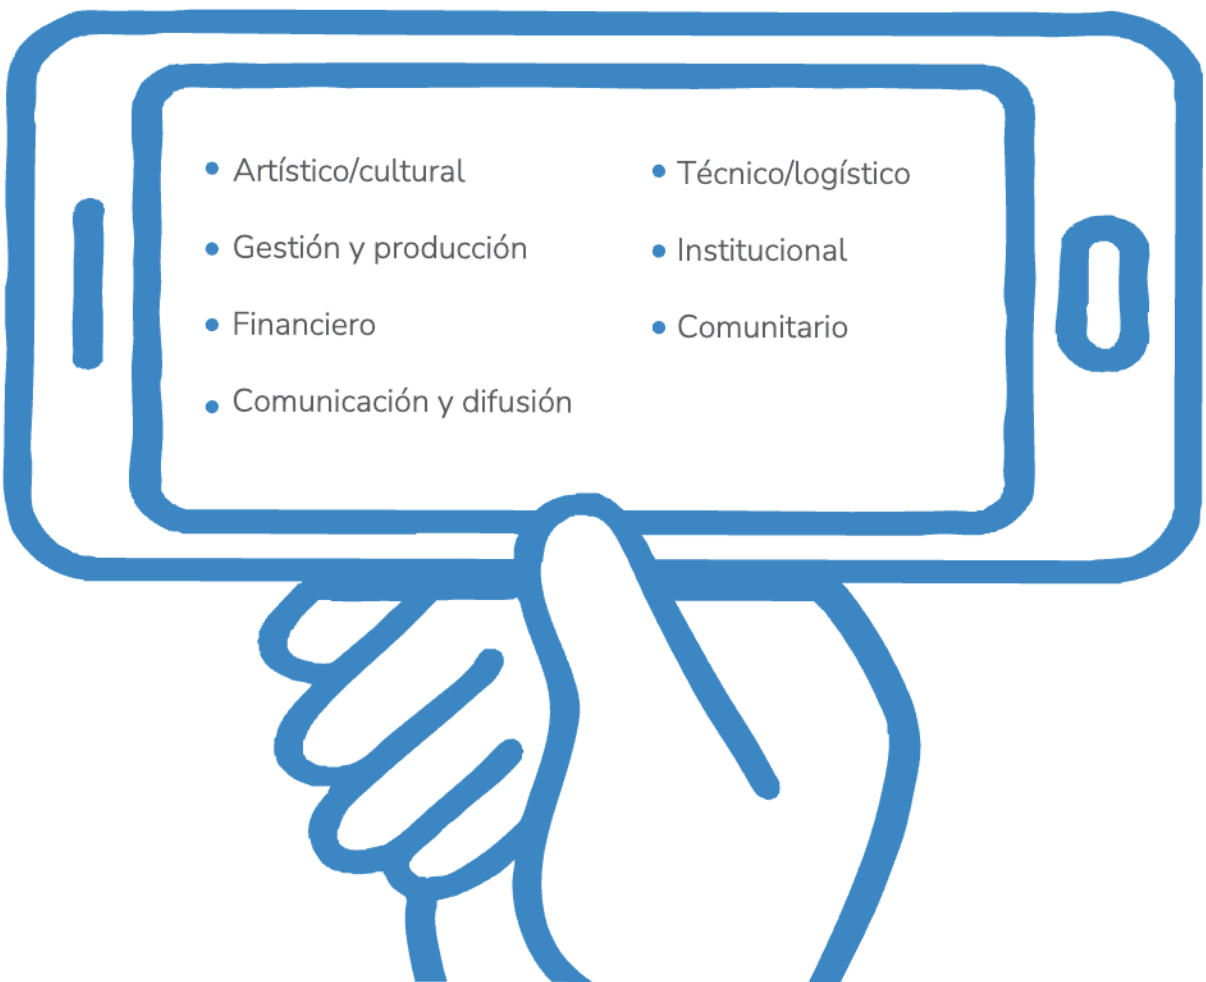 Artístico/cultural
Gestión y producción
Financiero
Comunicación y difusión
Técnico/logístico
Institucional
Comunitario